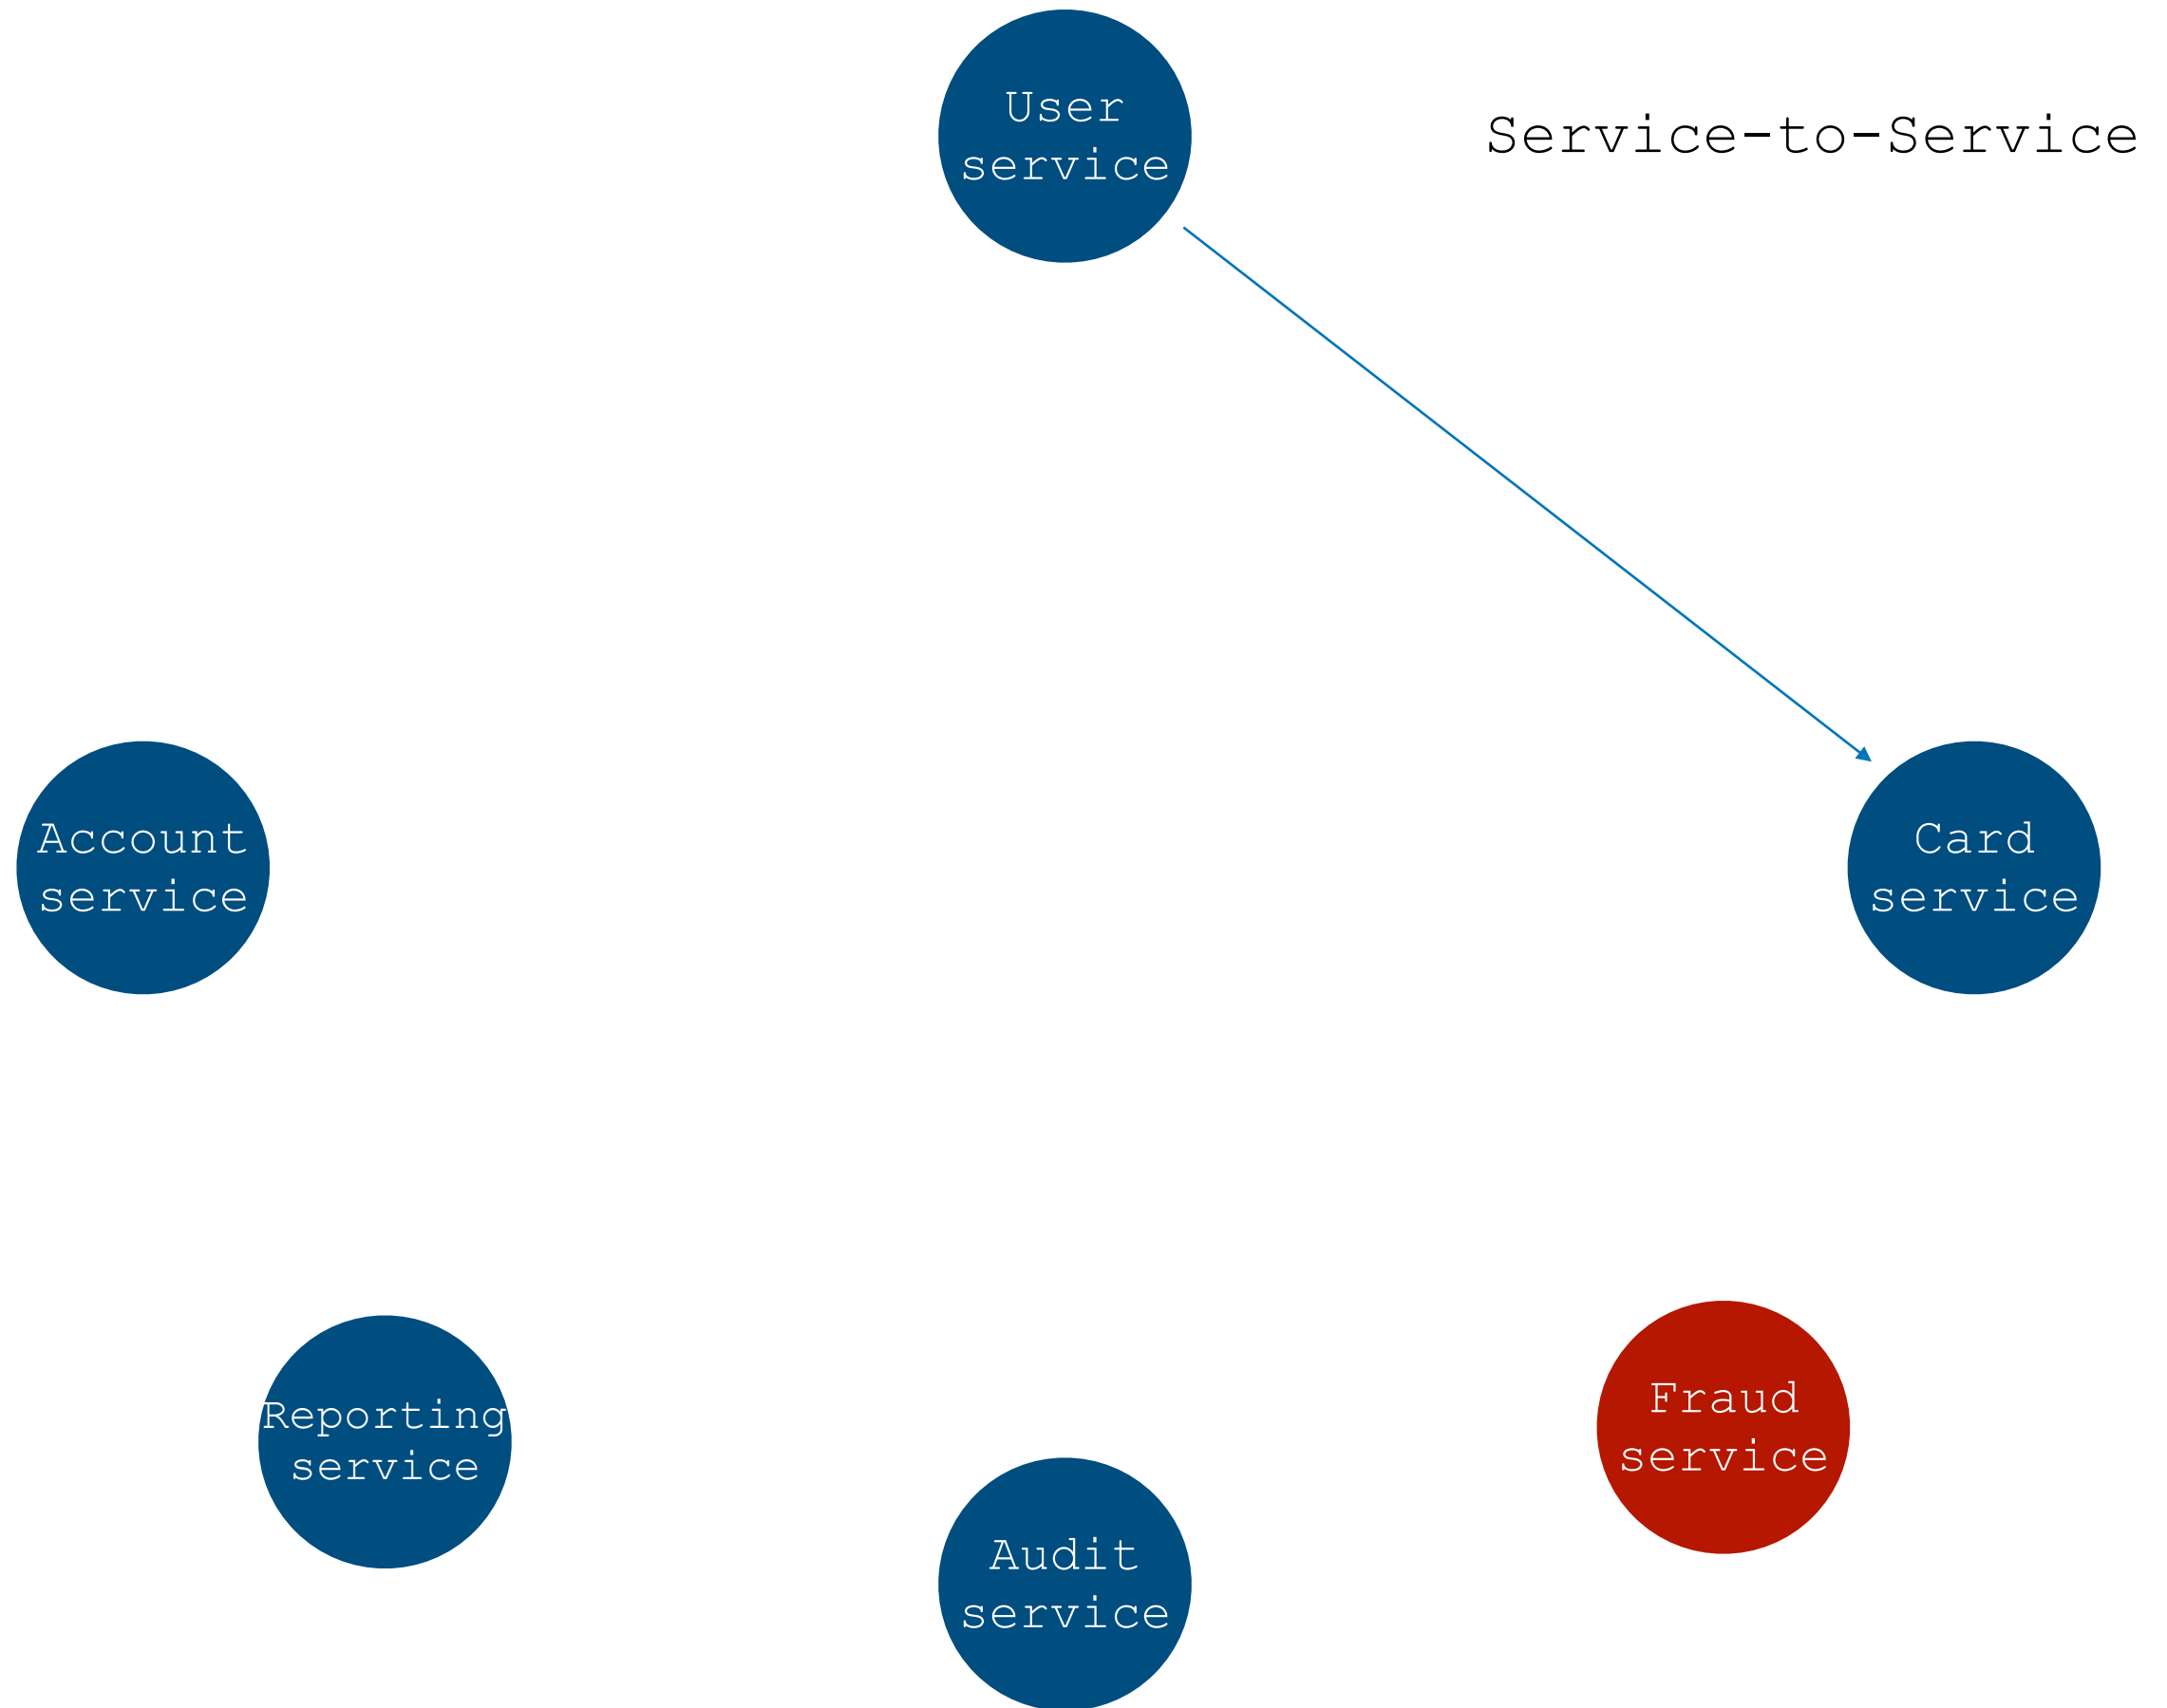 User
service
Service-to-Service
Account
service
Card
service
Reporting
service
Fraud
service
Audit
service